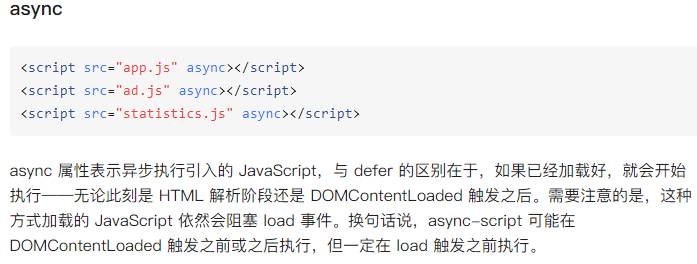 async
<script src="app.js" async></script>
<script src="ad.js" async></script>
<script src="statistics.js" async></script>
async 属性表示异步执行引入的 JavaScript，与 defer 的区别在于，如果已经加载好，就会开始
执行——无论此刻是 HTML 解析阶段还是 DOMContentLoaded 触发之后。需要注意的是，这种
方式加载的 JavaScript 依然会阻塞 load 事件。换句话说，async-script 可能在
DOMContentLoaded 触发之前或之后执行，但一定在 load 触发之前执行。